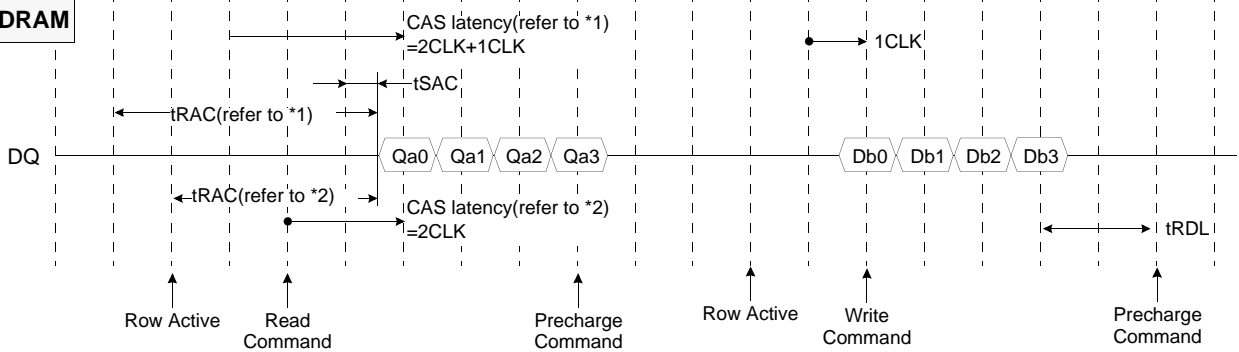 DRAM
CAS latency(refer to *1)
=2CLK+1CLK
1CLK
tSAC
tRAC(refer to *1)
DQ
Qa0 Qa1 Qa2 Qa3
Db0 Db1 Db2 Db3
tRAC(refer to *2)
CAS latency(refer to *2)
=2CLK
tRDL
Row Active
Read
Command
Precharge
Command
Row Active
Write
Command
Precharge
Command